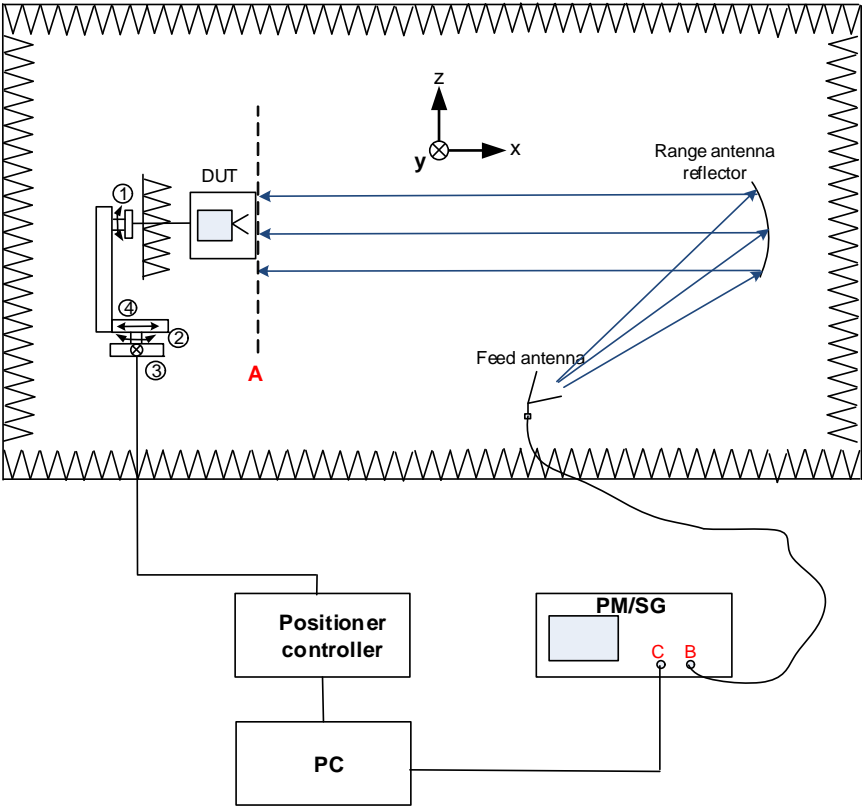 z
y
x
Range antenna
reflector
DUT
①
④
②
③
A
Feed antenna
Positioner
controller
PM/SG
C
B
PC